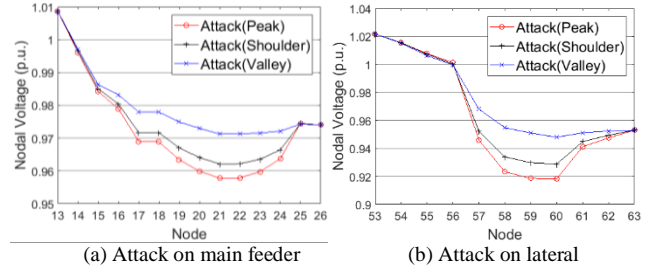 Nodal Voltage (p.u.)
1.01
1
0.99
0.98
0.97
0.96
0.95
Attack(Peak)
Attack(Shoulder)
Attack(Valley)
13 14 15 16 17 18 19 20 21 22 23 24 25 26
Node
(a) Attack on main feeder
Nodal Voltage (p.u.)
1.04
1.02
1
0.98
0.96
0.94
0.92
0.9
Attack(Peak)
Attack(Shoulder)
Attack(Valley)
53 54 55 56 57 58 59 60 61 62 63
Node
(b) Attack on lateral